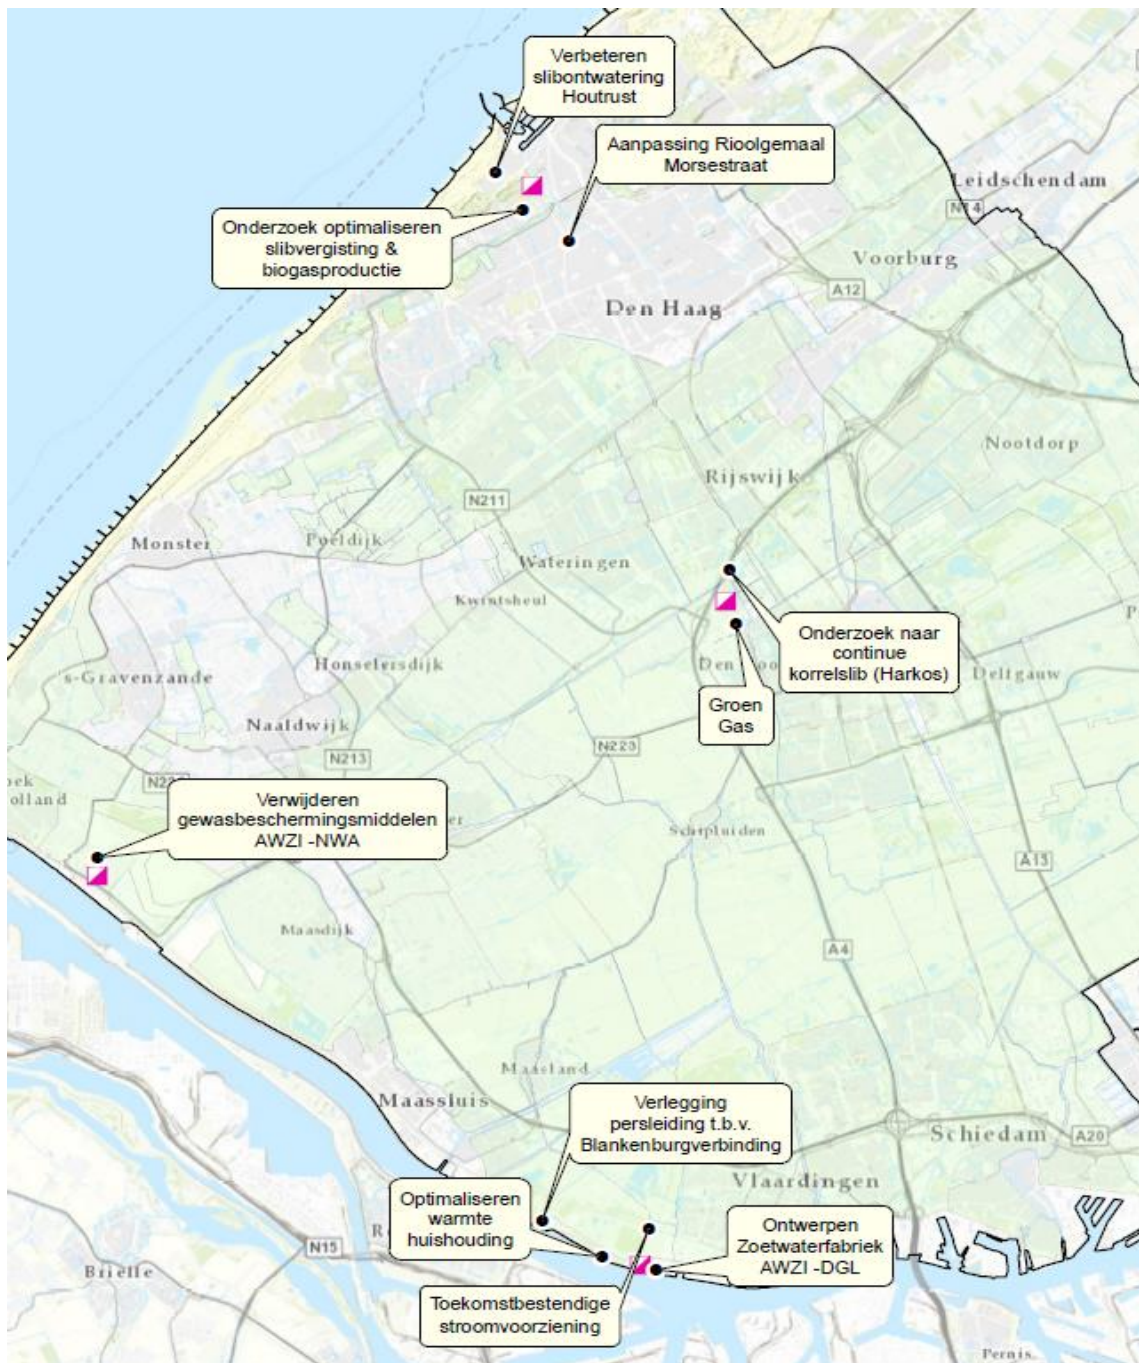 Verbeteren
slibontwatering
Houtrust
Aanpassing Rioolgemaal
Morsestraat
Leidschendam
N14
Onderzoek optimaliseren
slibvergisting &
biogasproductie
Voorburg
A12
Den Haag
Nootdorp
Rijswijk
N211
Monster
Poeldijk
Wateringen
Kwintsheul
Onderzoek naar
continue
korrelslib (Harkos)
Honselersdijk
's-Gravenzande
Delfgauw
Groen
Gas
Naaldwijk
N223
N213
Verwijderen
gewasbeschermingsmiddelen
AWZI -NWA
Schipluiden
A13
Maasdijk
A4
Maasland
Maassluis
Verlegging
persleiding t.b.v.
Blankenburgverbinding
Schiedam
A20
Vlaardingen
Optimaliseren
warmte
huishouding
Ontwerpen
Zoetwaterfabriek
AWZI -DGL
N15
Brielle
Toekomstbestendige
stroomvoorziening
Pernis